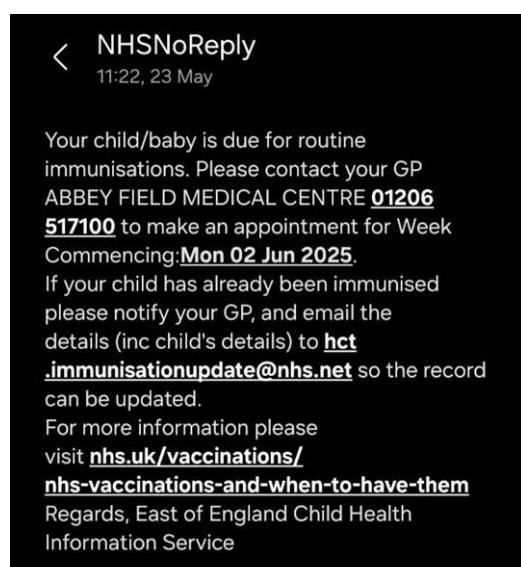 NHSNoReply
11:22, 23 May
Your child/baby is due for routine
immunisations. Please contact your GP
ABBEY FIELD MEDICAL CENTRE 01206
517100 to make an appointment for Week
Commencing:Mon 02 Jun 2025.
If your child has already been immunised
please notify your GP, and email the
details (inc child's details) to hct
.immunisationupdate@nhs.net so the record
can be updated.
For more information please
visit nhs.uk/vaccinations/
nhs-vaccinations-and-when-to-have-them
Regards, East of England Child Health
Information Service